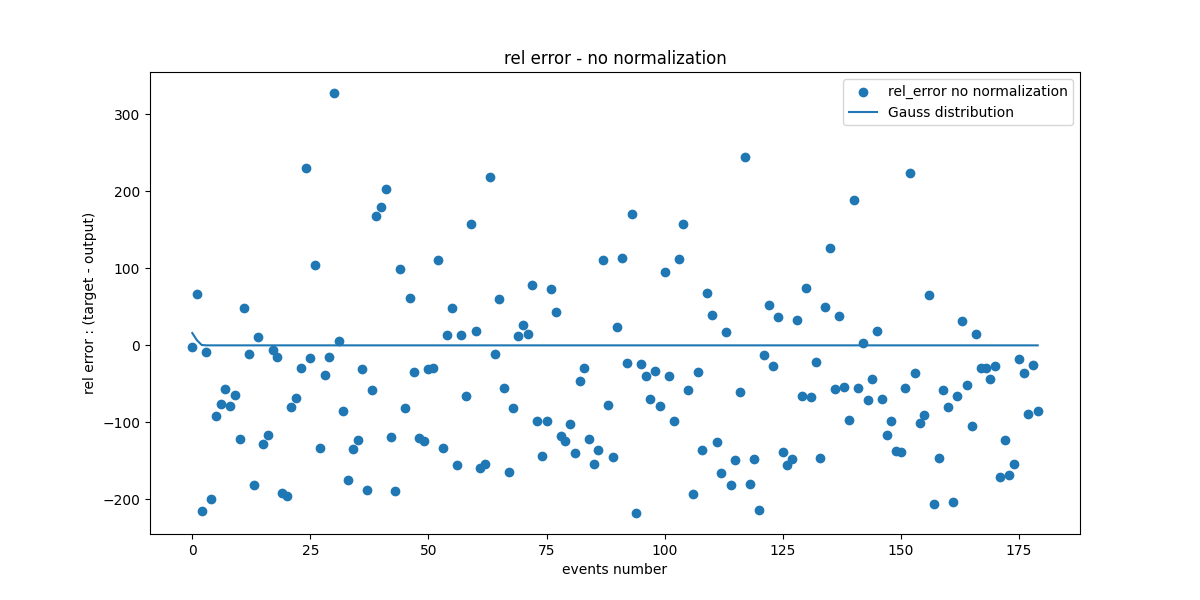 rel error - no normalization
rel_error no normalization
Gauss distribution
rel error : (target - output)
300
200
100
0
−100
−200
0 25 50 75 100 125 150 175
events number